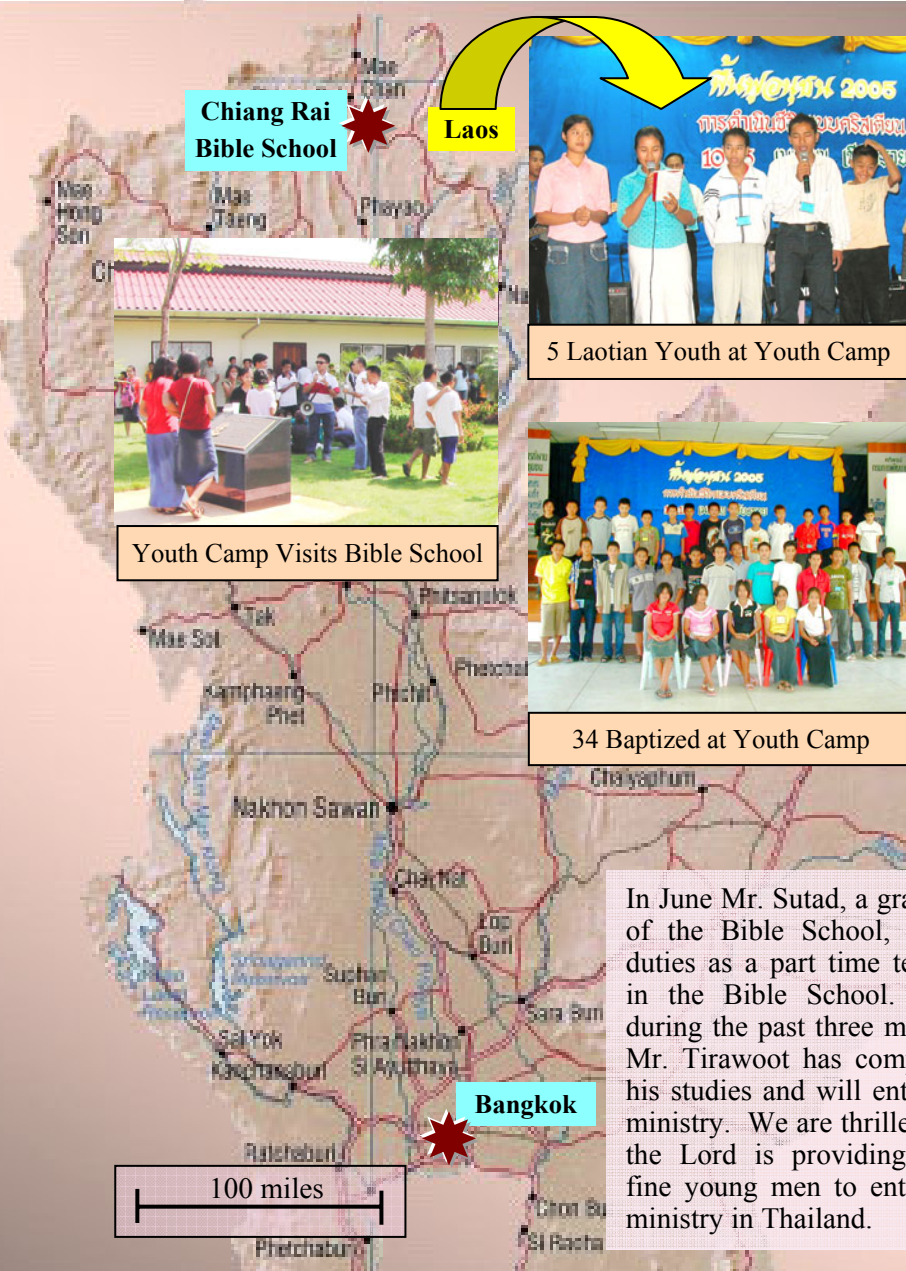 Mae
Chan
Chiang Rai
Bible School
Laos
2005
Mae
Hong
Son
Mae
Taeng
Phayao
5 Laotian Youth at Youth Camp
Youth Camp Visits Bible School
2005
34 Baptized at Youth Camp
Tak
Mae Sot
Phitsanulok
Kamphaeng
Phet
Phichit
Nakhon Sawan
Chaiyaphum
Chai Nat
Lop
Buri
Suphan
Buri
Sara Buri
Sai Yok
Kanchanaburi
Phra Nakhon
Si Ayutthaya
Bangkok
Ratchaburi
100 miles
Chon Bu
Si Racha
Phetchaburi
In June Mr. Sutad, a gra
of the Bible School,
duties as a part time te
in the Bible School.
during the past three m
Mr. Tirawoot has com
his studies and will ent
ministry. We are thrille
the Lord is providing
fine young men to ent
ministry in Thailand.